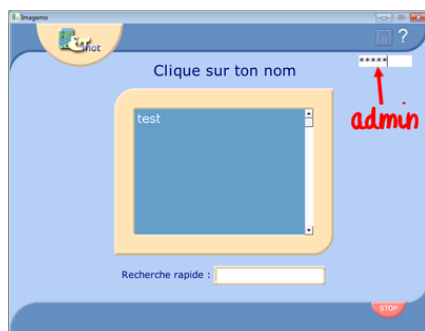 Imagemo
?
mot
*****
Clique sur ton nom
admin
test
Recherche rapide :
STOP